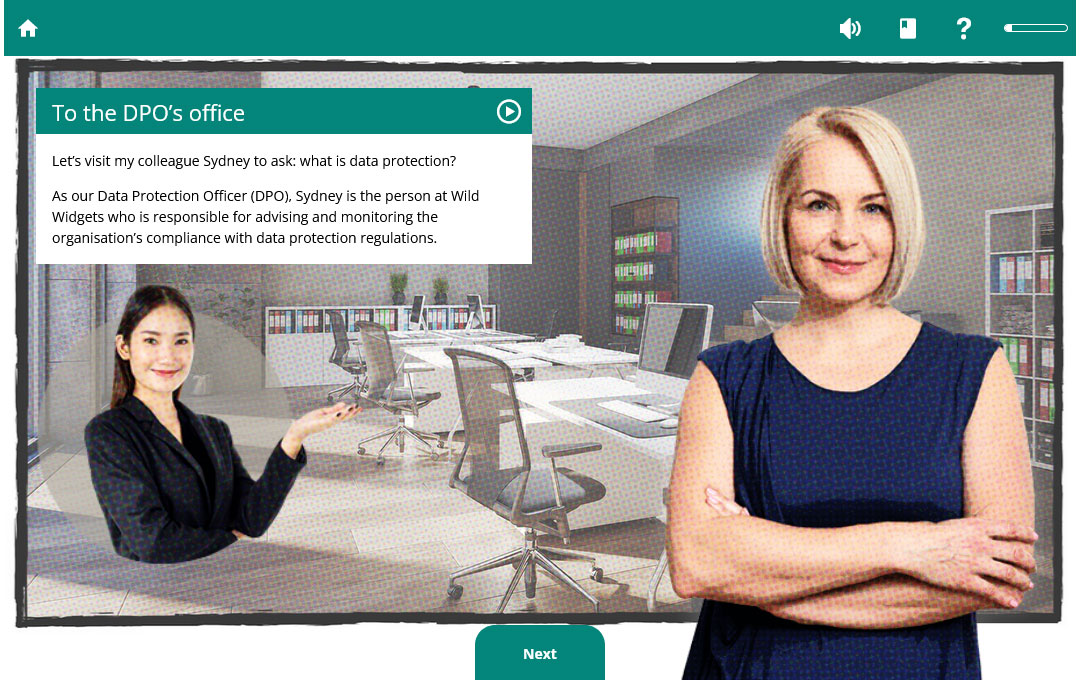 To the DPO’s office
Let’s visit my colleague Sydney to ask: what is data protection?
As our Data Protection Officer (DPO), Sydney is the person at Wild
Widgets who is responsible for advising and monitoring the
organisation’s compliance with data protection regulations.
Next